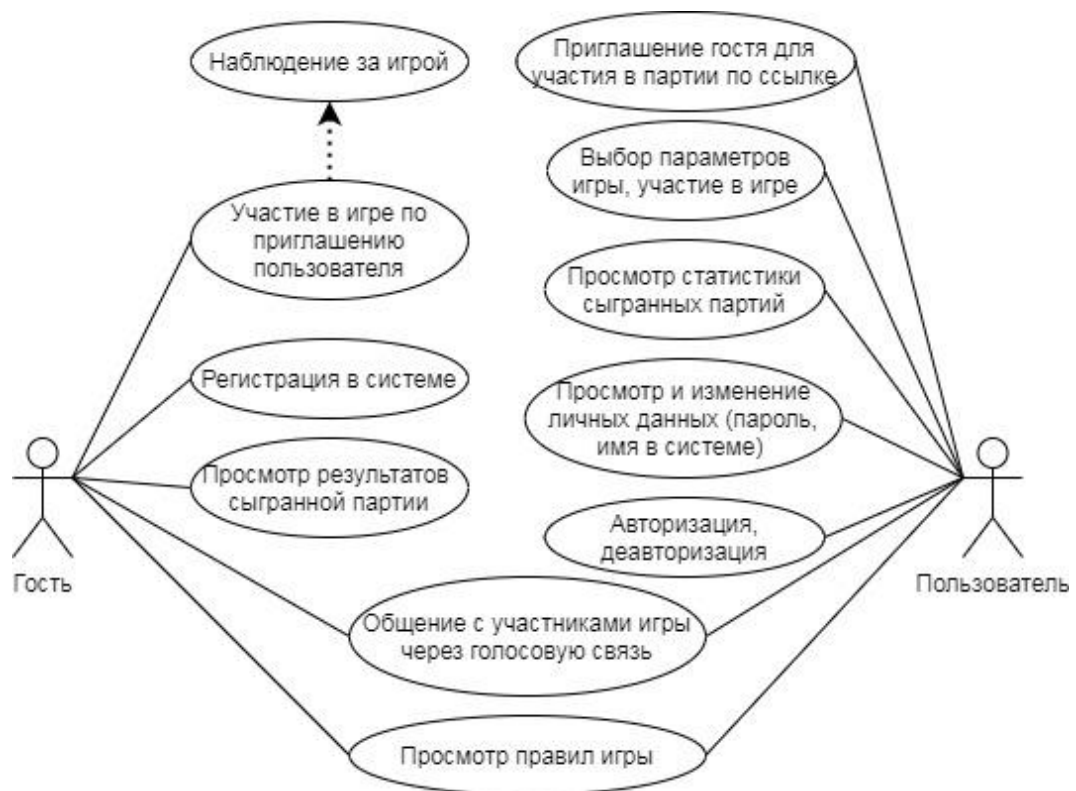 Наблюдение за игрой
Приглашение гостя для
участия в партии по ссылке
Выбор параметров
игры, участие в игре
Участие в игре по
приглашению
пользователя
Просмотр статистики
сыгранных партий
Регистрация в системе
Просмотр и изменение
личных данных (пароль,
имя в системе)
Просмотр результатов
сыгранной партии
Авторизация,
деавторизация
Гость
Пользователь
Общение с участниками игры
через голосовую связь
Просмотр правил игры